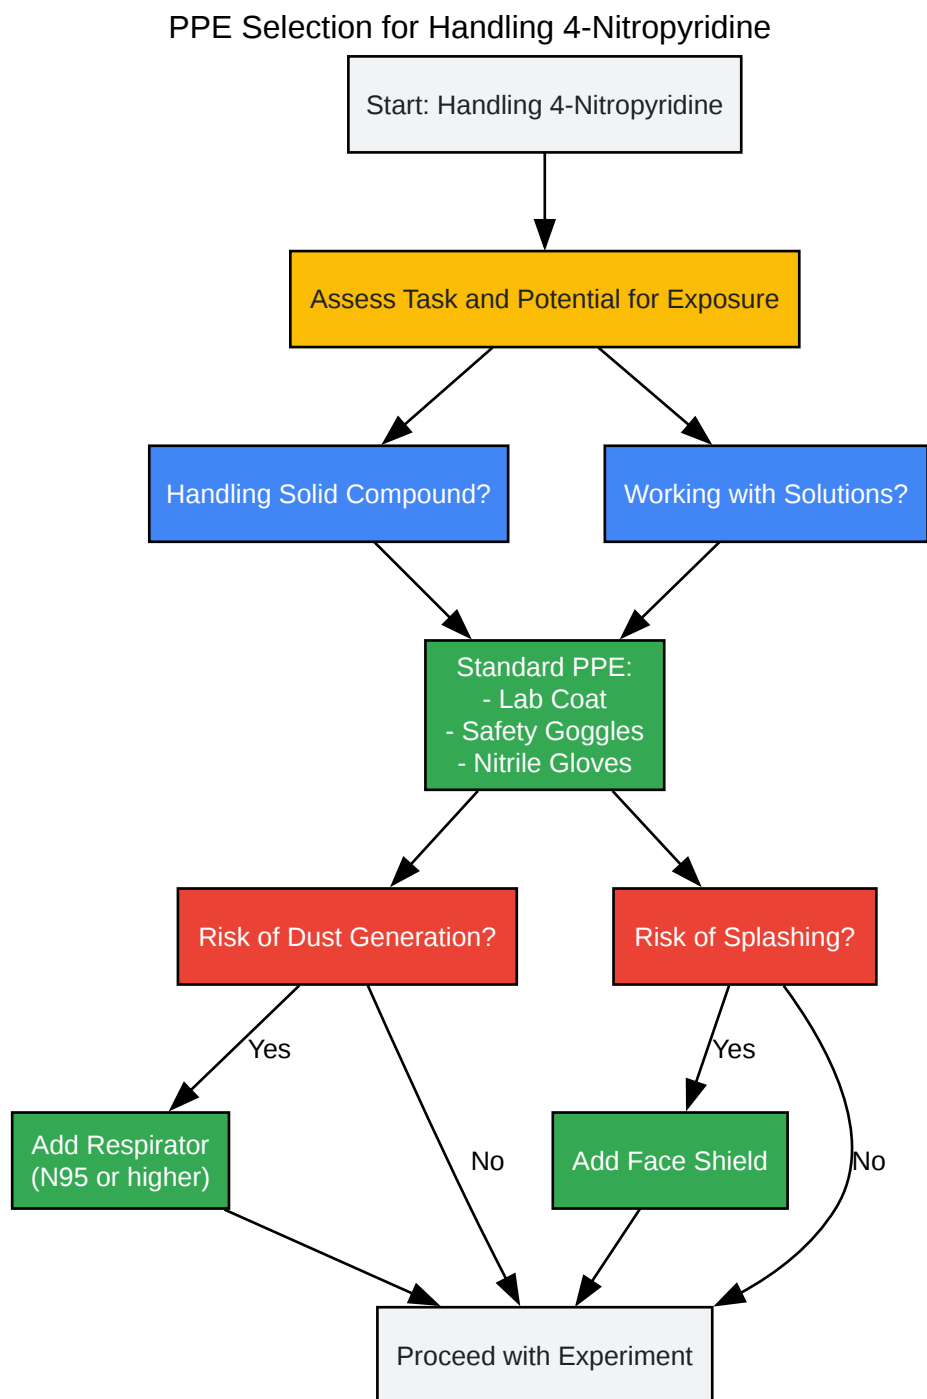 PPE Selection for Handling 4-Nitropyridine
Start: Handling 4-Nitropyridine
Assess Task and Potential for Exposure
Handling Solid Compound?
Working with Solutions?
Standard PPE:
- Lab Coat
- Safety Goggles
- Nitrile Gloves
Risk of Dust Generation?
Risk of Splashing?
Yes
Yes
Add Respirator
(N95 or higher)
No
Add Face Shield
No
Proceed with Experiment